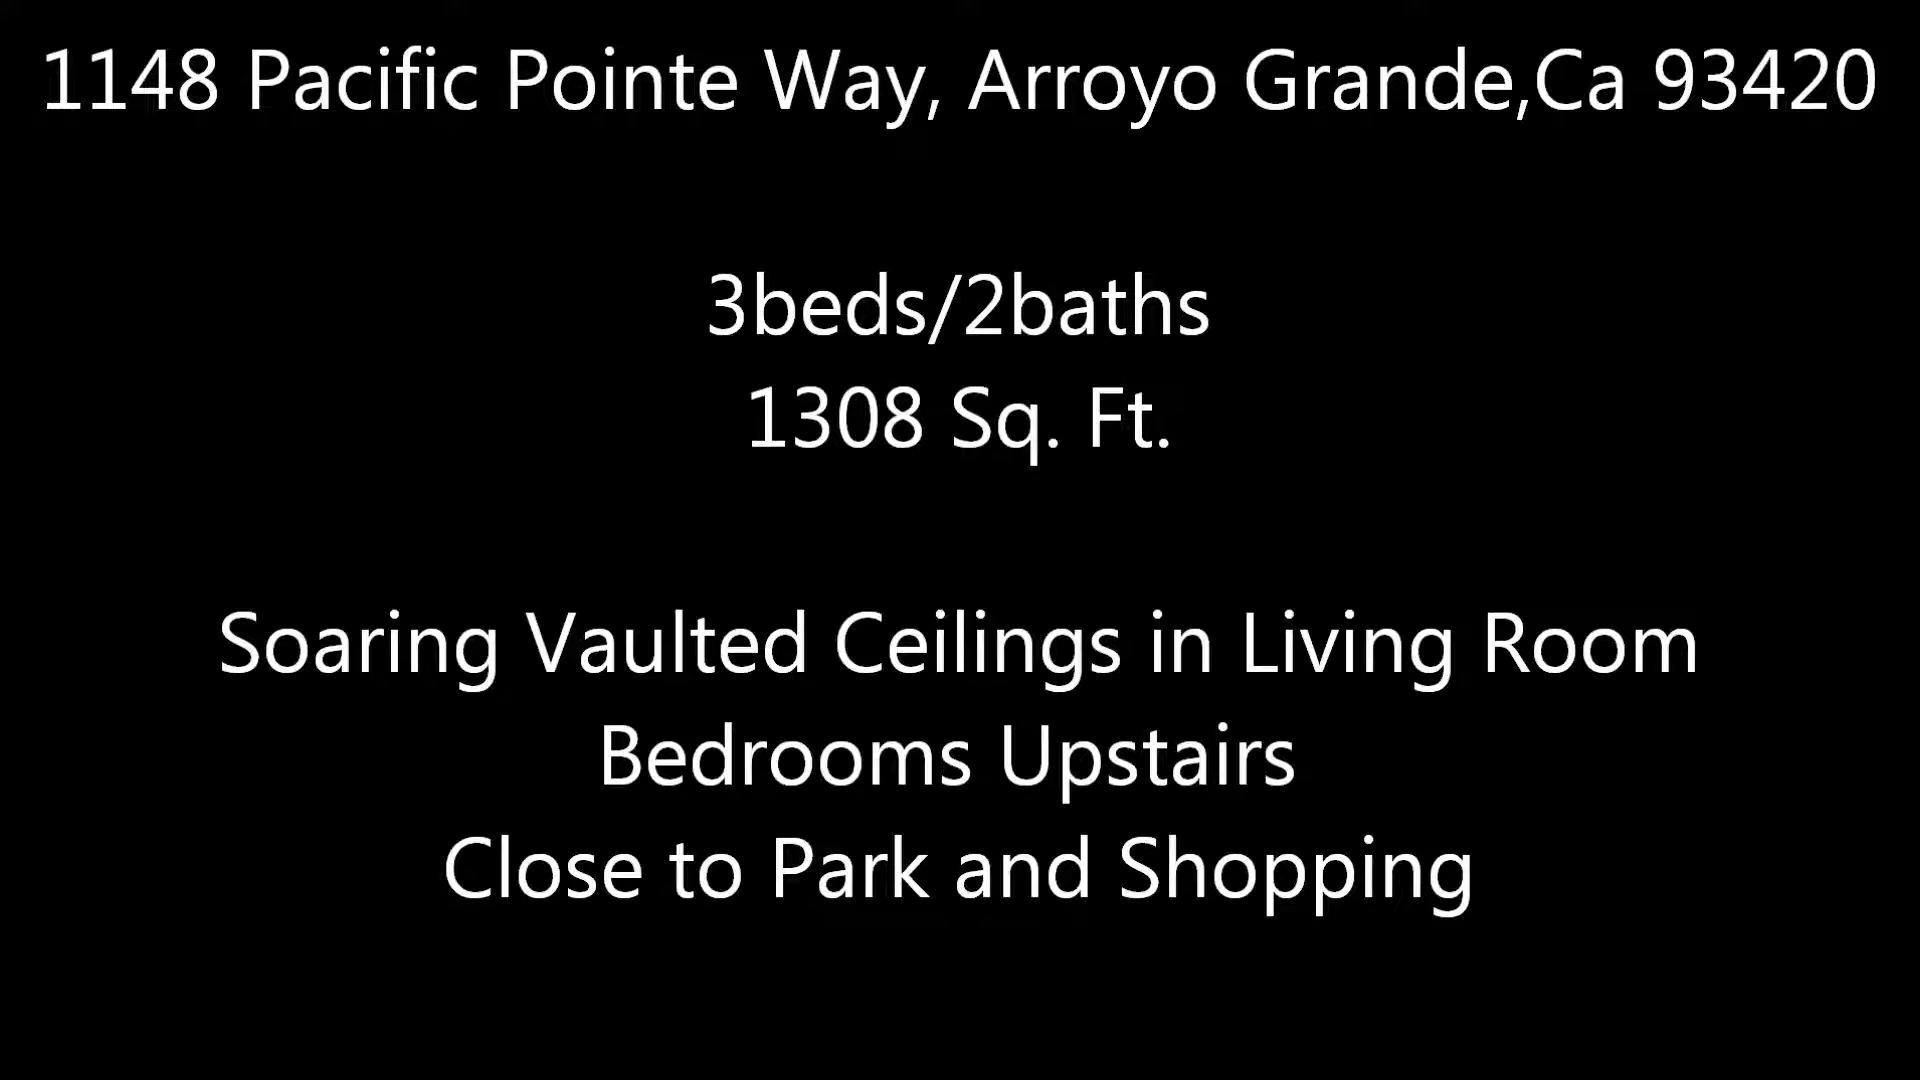 1148 Pacific Pointe Way, Arroyo Grande,Ca 93420
3beds/2baths
1308 Sq. Ft.
Soaring Vaulted Ceilings in Living Room
Bedrooms Upstairs
Close to Park and Shopping